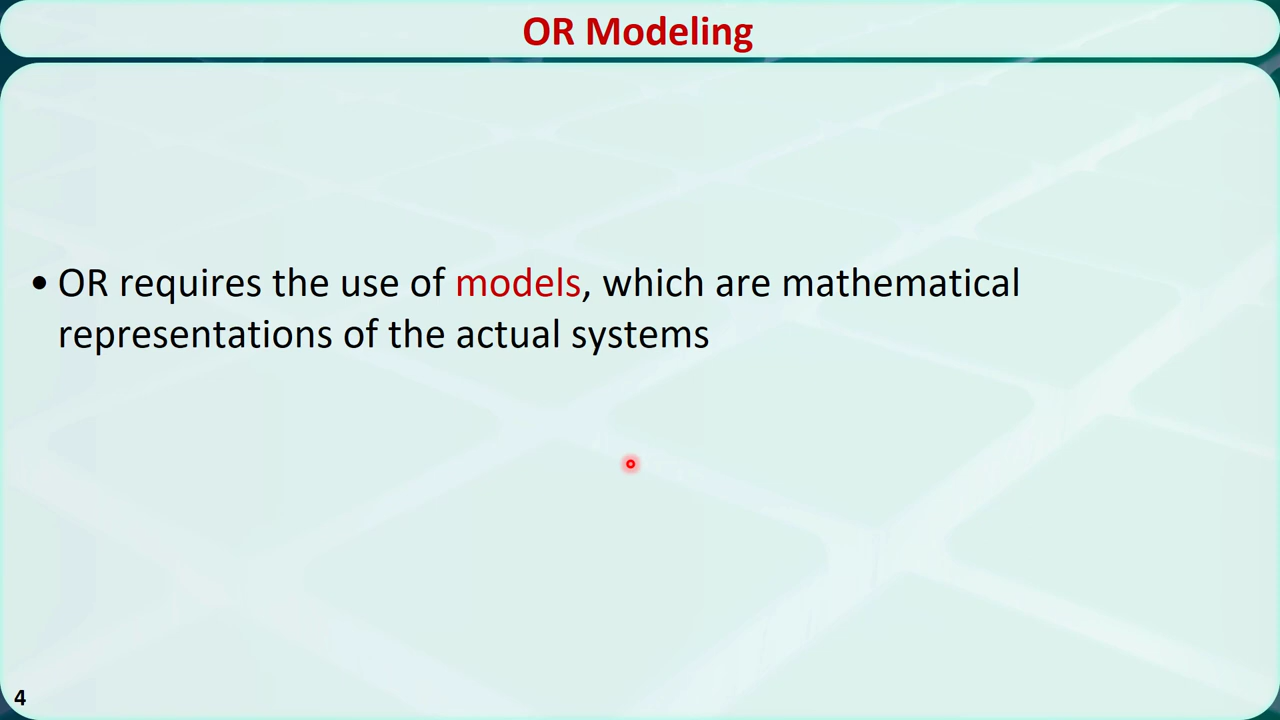 OR Modeling
• OR requires the use of models, which are mathematical
representations of the actual systems
4